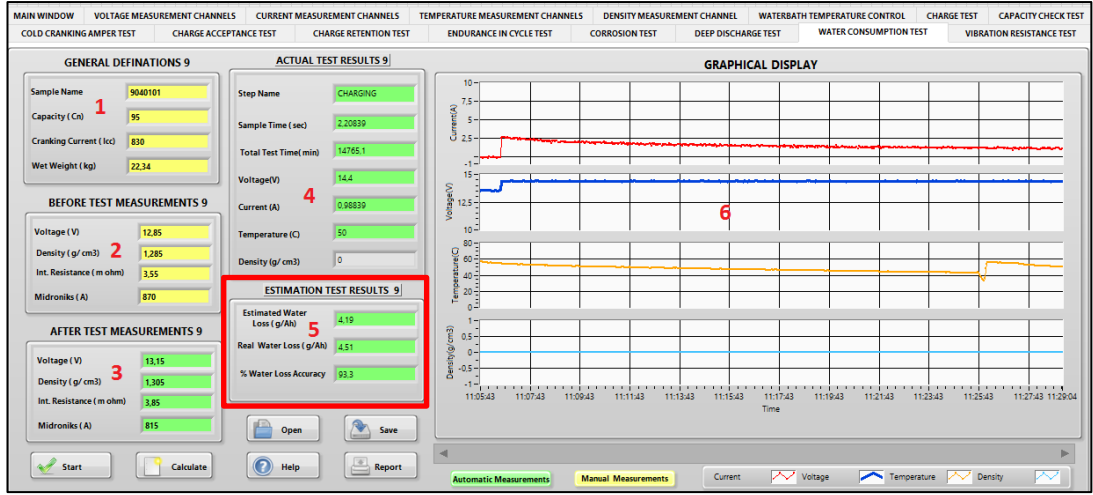 MAIN WINDOW VOLTAGE MEASUREMENT CHANNELS CURRENT MEASUREMENT CHANNELS TEMPERATURE MEASUREMENT CHANNELS DENSITY MEASUREMENT CHANNEL WATERBATH TEMPERATURE CONTROL CHARGE TEST CAPACITY CHECK TEST
COLD CRANKING AMPER TEST CHARGE ACCEPTANCE TEST CHARGE RETENTION TEST ENDURANCE IN CYCLE TEST CORROSION TEST DEEP DISCHARGE TEST WATER CONSUMPTION TEST VIBRATION RESISTANCE TEST
GENERAL DEFINATIONS 9
Sample Name 9040101
1
Capacity ( Cn) 95
Cranking Current ( Icc) 830
Wet Weight ( kg) 22,34
BEFORE TEST MEASUREMENTS 9
Voltage ( V) 12,85
Density ( g/ cm3) 2 1,285
Int. Resistance ( m ohm) 3,55
Midroniks ( A) 870
AFTER TEST MEASUREMENTS 9
Voltage ( V) 13,15
Density ( g/ cm3) 3 1,305
Int. Resistance ( m ohm) 3,85
Midroniks ( A) 815
Start Calculate
ACTUAL TEST RESULTS 9
Step Name CHARGING
Sample Time ( sec) 2,20839
Total Test Time( min) 14765,1
Voltage(V) 14,4
4
Current (A) 0,98839
Temperature (C) 50
Density (g/ cm3) 0
ESTIMATION TEST RESULTS 9
Estimated Water
Loss ( g/Ah) 4,19
5
Real Water Loss ( g/Ah) 4,51
% Water Loss Accuracy 93,3
Open Save
Help Report
GRAPHICAL DISPLAY
Current(A)
10
7.5
5
2.5
-1
Voltage(V)
15
12.5
10
6
Temperature(C)
80
60
40
20
0
Density(g/cm3)
1
0.5
0
-0.5
-1
11:05:43 11:07:43 11:09:43 11:11:43 11:13:43 11:15:43 11:17:43 11:19:43 11:21:43 11:23:43 11:25:43 11:27:43 11:29:04
Time
Automatic Measurements Manual Measurements Current Voltage Temperature Density